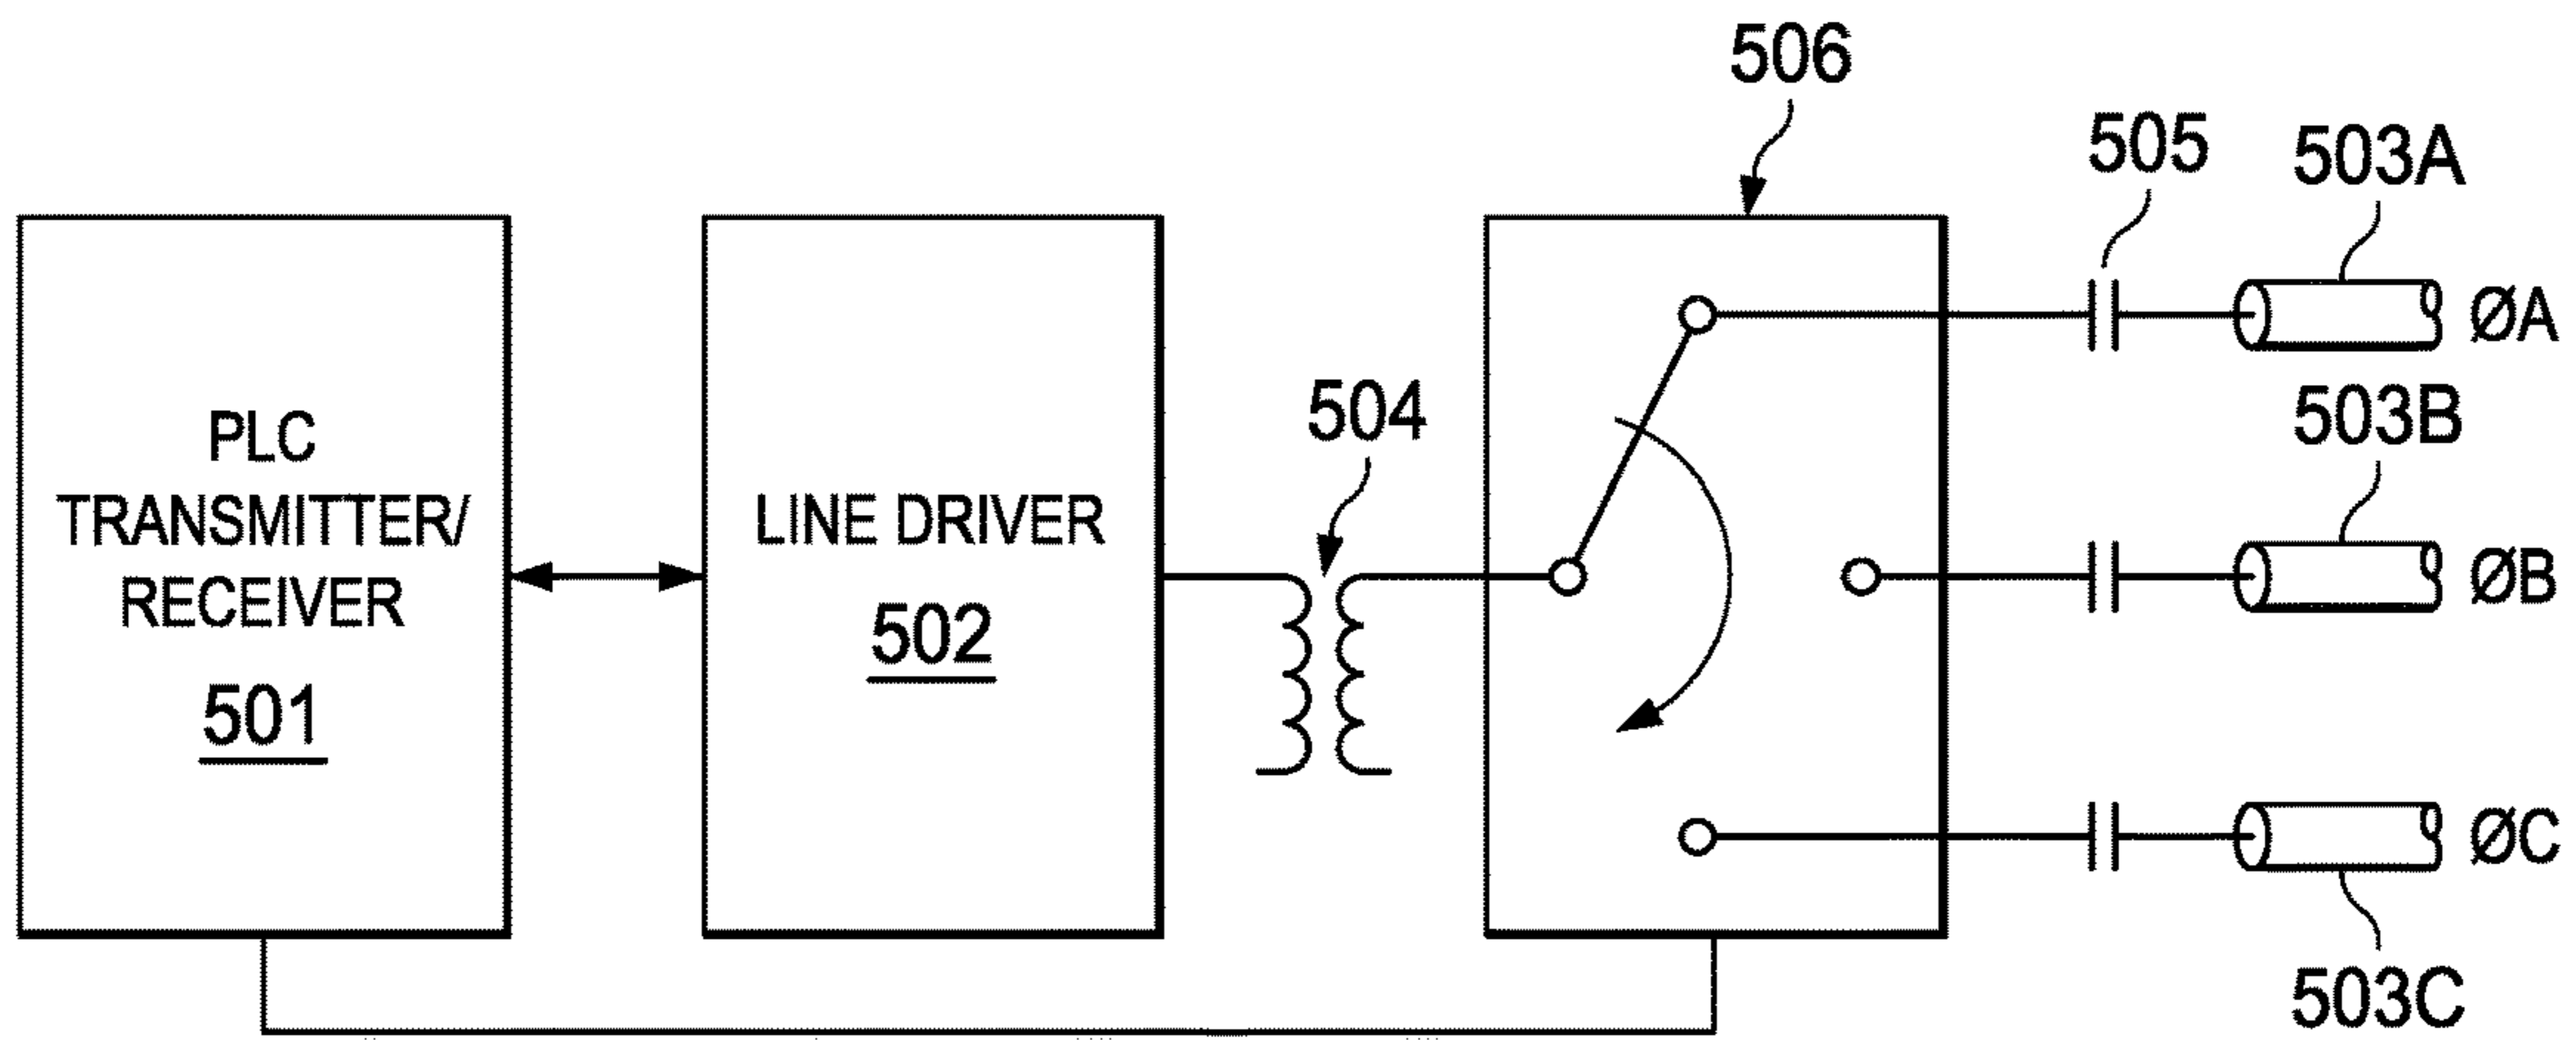 506
505
503A
ØA
503B
ØB
504
PLC
TRANSMITTER/
RECEIVER
501
LINE DRIVER
502
ØC
503C